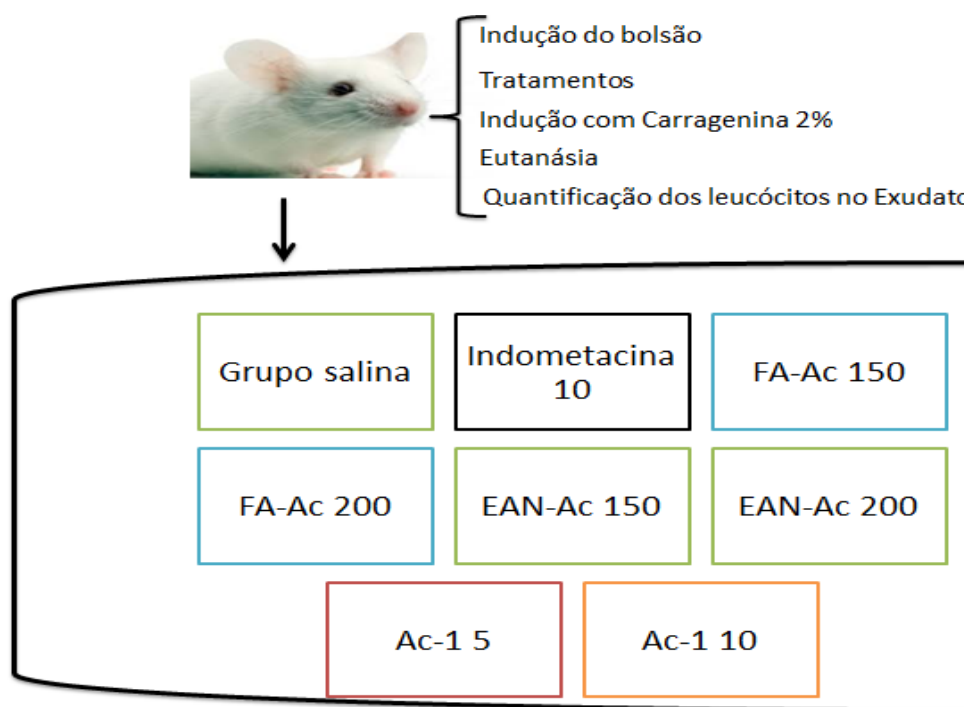 Indução do bolsão
Tratamentos
Indução com Carragenina 2%
Eutanásia
Quantificação dos leucócitos no Exudato
Grupo salina
Indometacina
10
FA-Ac 150
FA-Ac 200
EAN-Ac 150
EAN-Ac 200
Ac-1 5
Ac-1 10